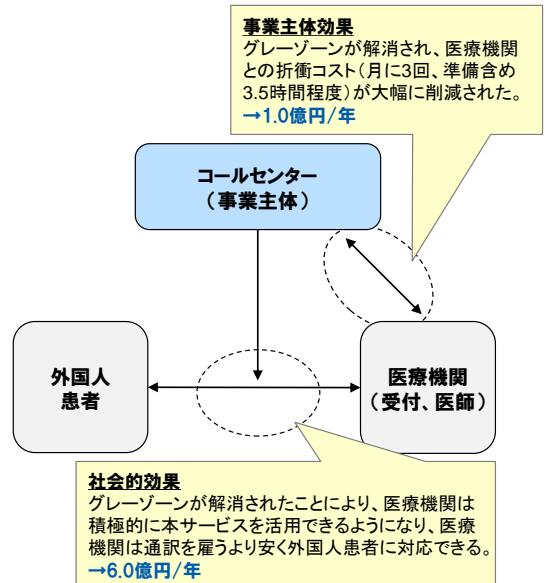 事業主体効果
グレーゾーンが解消され、医療機関
との折衝コスト（月に3回、準備含め
3.5時間程度）が大幅に削減された。
→1.0億円/年
コールセンター
（事業主体）
外国人
患者
医療機関
（受付、医師）
社会的効果
グレーゾーンが解消されたことにより、医療機関は
積極的に本サービスを活用できるようになり、医療
機関は通訳を雇うより安く外国人患者に対応できる。
→6.0億円/年